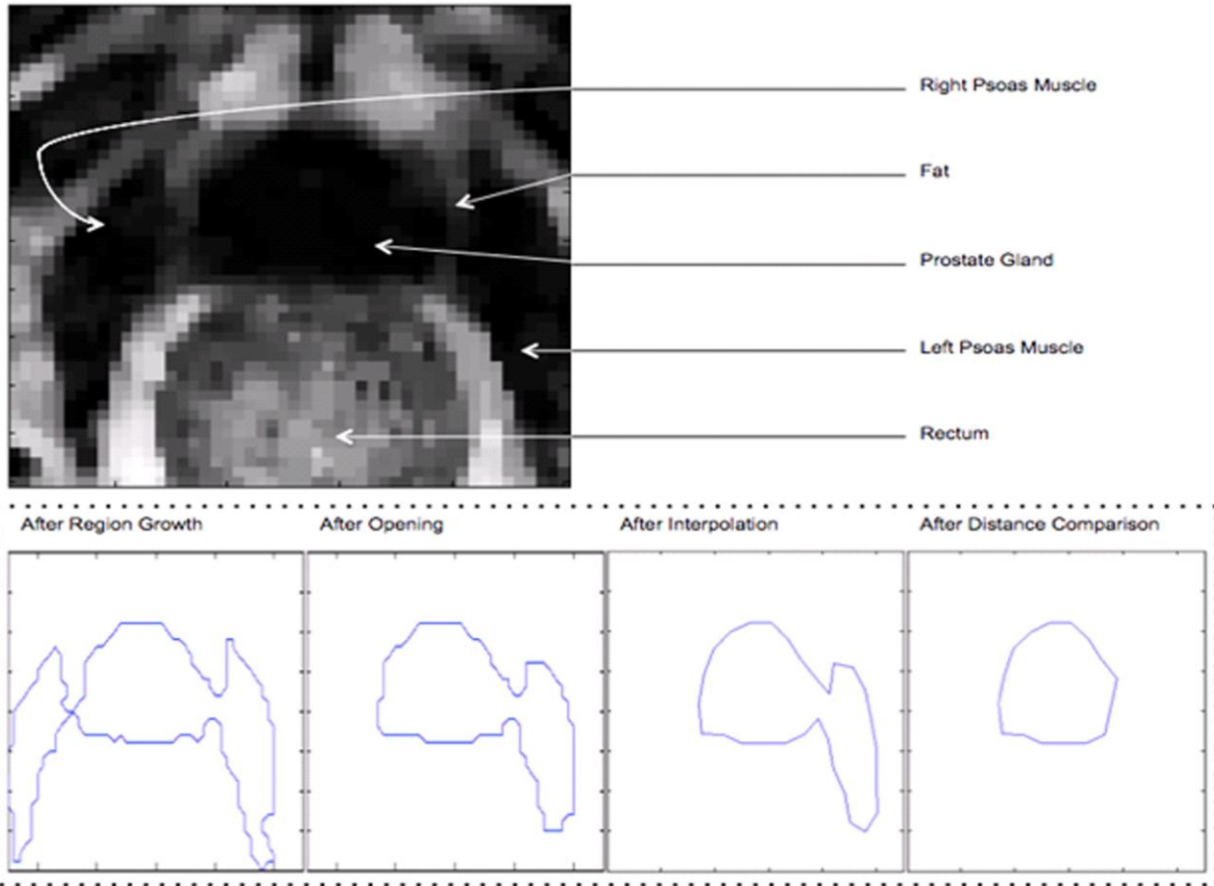 Right Psoas Muscle
Fat
Prostate Gland
Left Psoas Muscle
Rectum
After Region Growth
After Opening
After Interpolation
After Distance Comparison